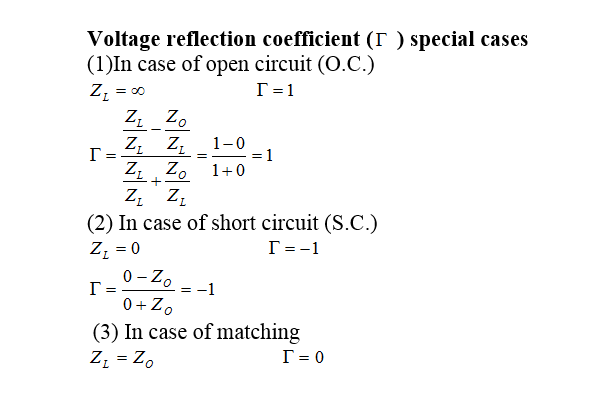 Voltage reflection coefficient (Γ ) special cases
(1)In case of open circuit (O.C.)
Z_L = ∞ Γ = 1
Γ = (Z_L/Z_L − Z_O/Z_L)/(Z_L/Z_L + Z_O/Z_L) = (1−0)/(1+0) = 1
(2) In case of short circuit (S.C.)
Z_L = 0 Γ = −1
Γ = (0 − Z_O)/(0 + Z_O) = −1
(3) In case of matching
Z_L = Z_O Γ = 0